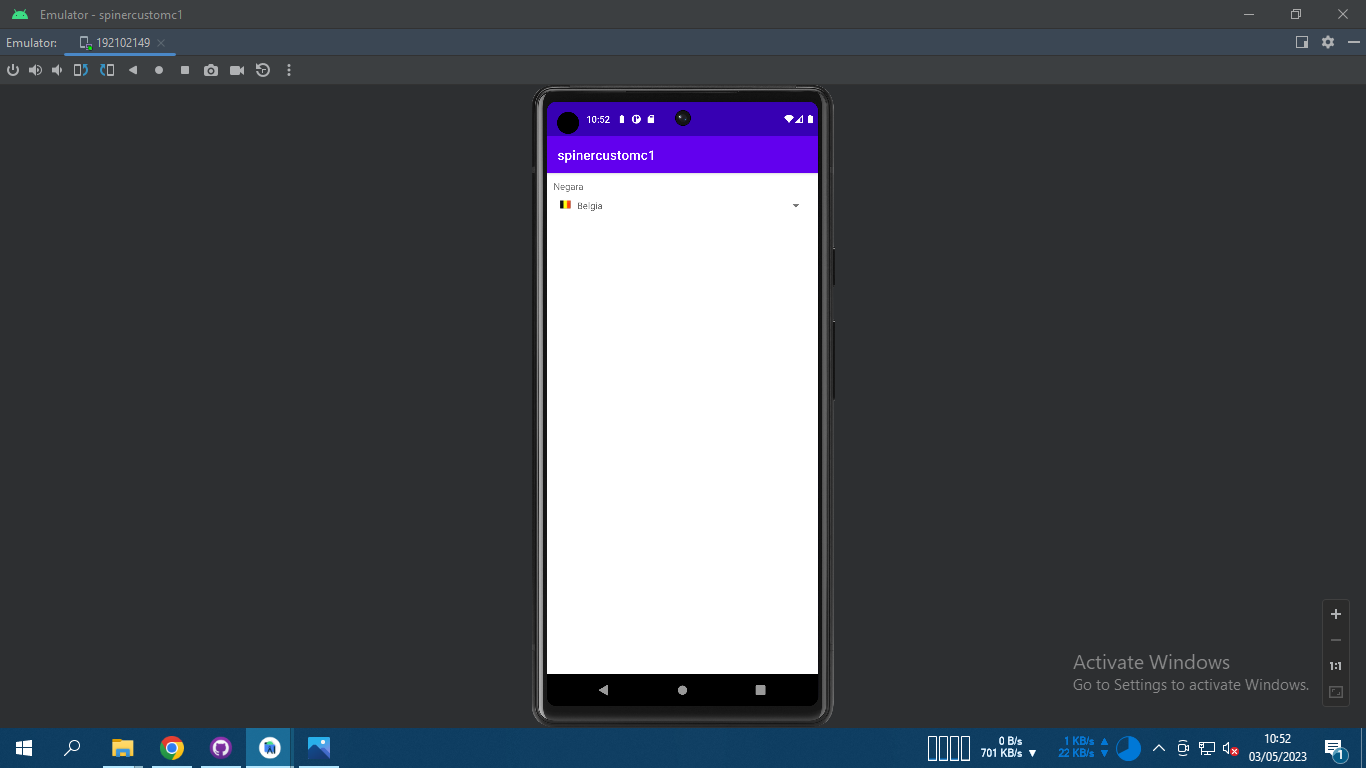 Emulator - spinercustomc1
Emulator: 192102149
10:52
spinercustomc1
Negara
Belgia
1:1
Activate Windows
Go to Settings to activate Windows.
0 B/s
701 KB/s
1 KB/s
22 KB/s
10:52
03/05/2023
1